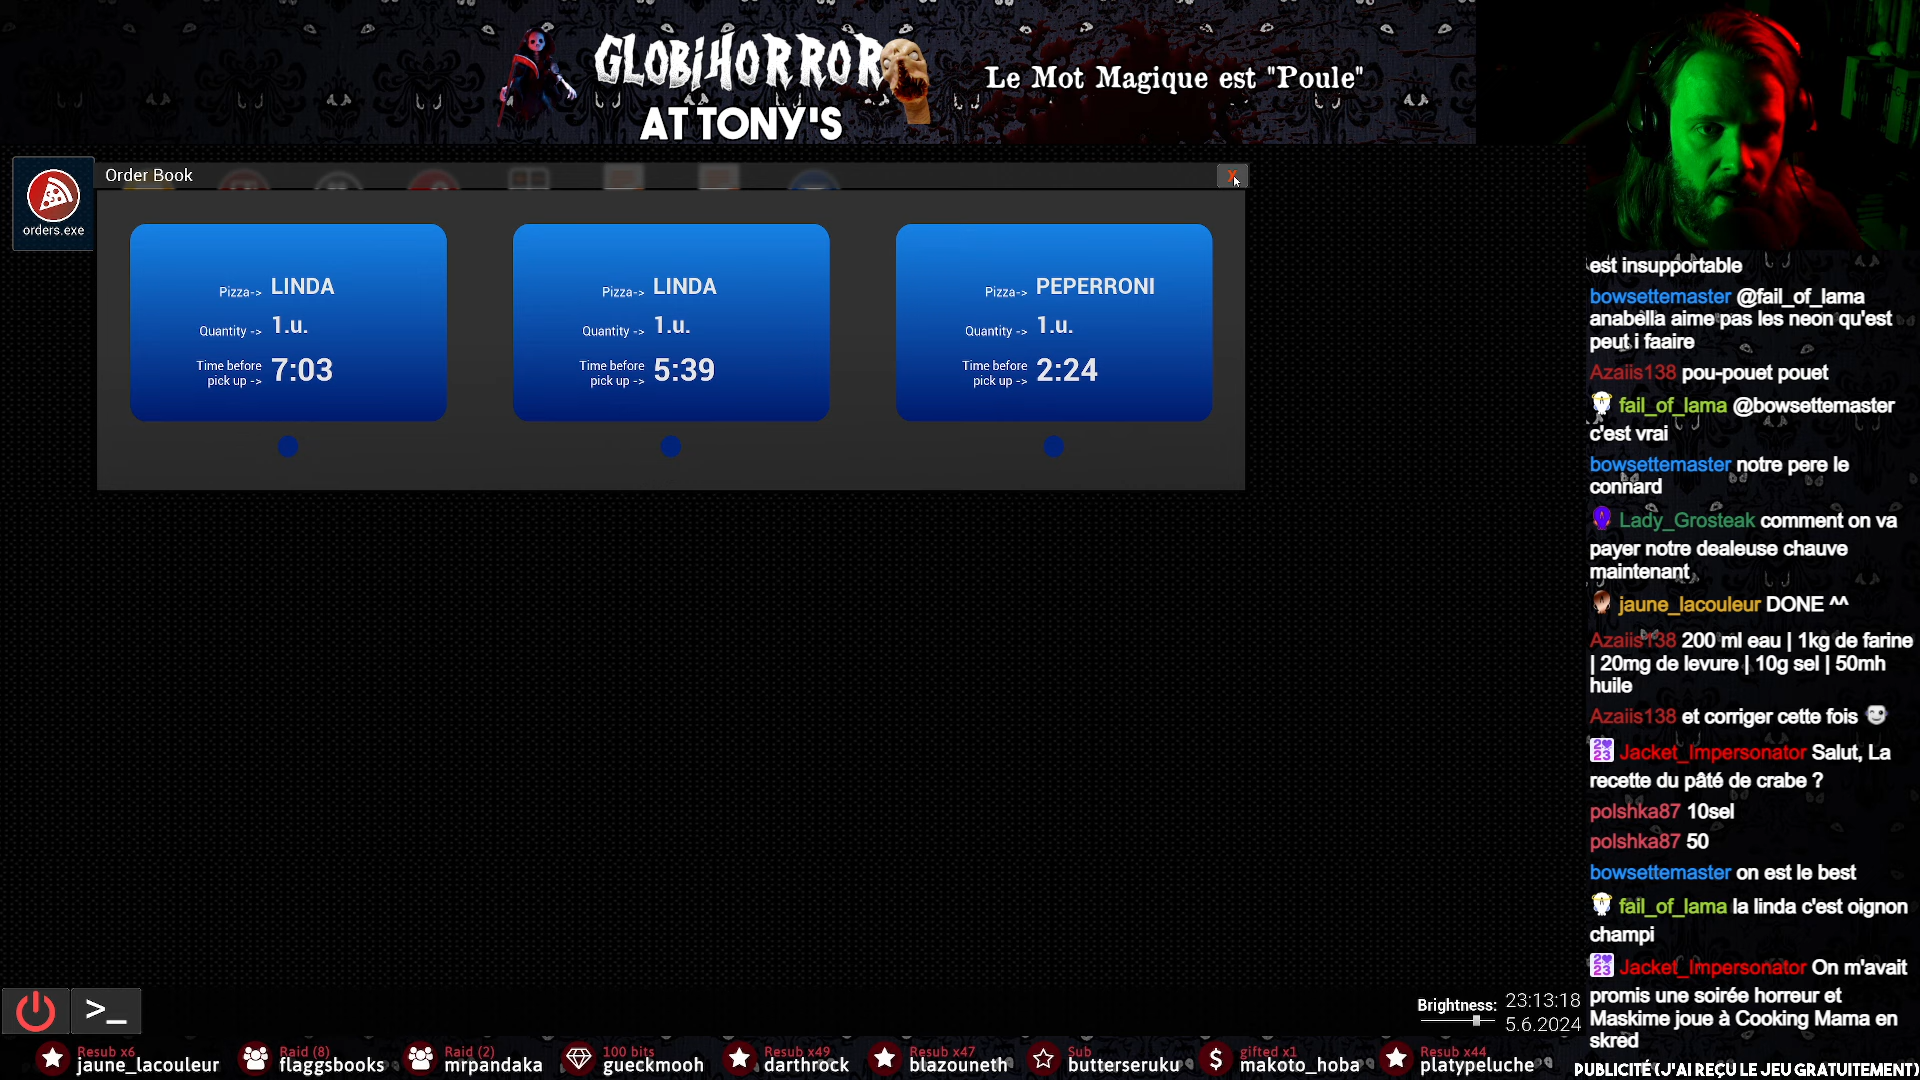 GLOBIHORROR
AT TONY'S
Le Mot Magique est "Poule"
orders.exe
Order Book
X
Pizza-> LINDA
Quantity -> 1.u.
Time before
pick up -> 7:03
Pizza-> LINDA
Quantity -> 1.u.
Time before
pick up -> 5:39
Pizza-> PEPERRONI
Quantity -> 1.u.
Time before
pick up -> 2:24
est insupportable
bowsettemaster @fail_of_lama
anabella aime pas les neon qu'est
peut i faaire
Azaiis138 pou-pouet pouet
fail_of_lama @bowsettemaster
c'est vrai
bowsettemaster notre pere le
connard
Lady_Grosteak comment on va
payer notre dealeuse chauve
maintenant
jaune_lacouleur DONE ^^
Azaiis138 200 ml eau | 1kg de farine
| 20mg de levure | 10g sel | 50mh
huile
Azaiis138 et corriger cette fois
Jacket_Impersonator Salut, La
recette du pâté de crabe ?
polshka87 10sel
polshka87 50
bowsettemaster on est le best
fail_of_lama la linda c'est oignon
champi
Jacket_Impersonator On m'avait
promis une soirée horreur et
Maskime joue à Cooking Mama en
skred
>_
Brightness:
23:13:18
5.6.2024
Resub x6
jaune_lacouleur
Raid (8)
flaggsbooks
Raid (2)
mrpandaka
100 bits
gueckmooh
Resub x49
darthrock
Resub x47
blazouneth
Sub
butterseruku
gifted x1
makoto_hoba
Resub x44
platypeluche
PUBLICITÉ (J'AI REÇU LE JEU GRATUITEMENT)